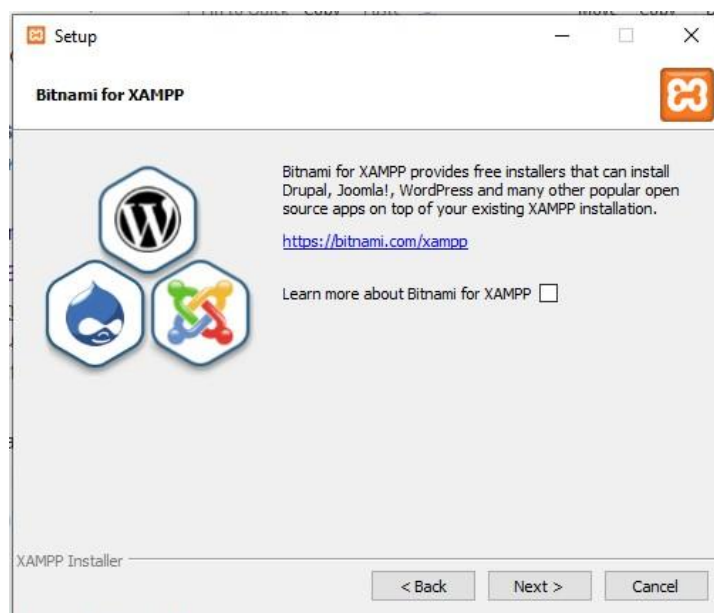 Setup
Bitnami for XAMPP
Bitnami for XAMPP provides free installers that can install
Drupal, Joomla!, WordPress and many other popular open
source apps on top of your existing XAMPP installation.
https://bitnami.com/xampp
Learn more about Bitnami for XAMPP
XAMPP Installer
< Back
Next >
Cancel